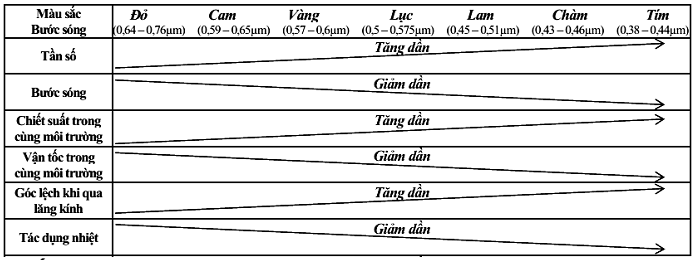 Màu sắc Đỏ Cam Vàng Lục Lam Chàm Tím
Bước sóng (0,64 – 0,76μm) (0,59 – 0,65μm) (0,57 – 0,6μm) (0,5 – 0,575μm) (0,45 – 0,51μm) (0,43 – 0,46μm) (0,38 – 0,44μm)
Tần số Tăng dần
Bước sóng Giảm dần
Chiết suất trong Tăng dần
cùng môi trường
Vận tốc trong Giảm dần
cùng môi trường
Góc lệch khi qua Tăng dần
lăng kính
Tác dụng nhiệt Giảm dần